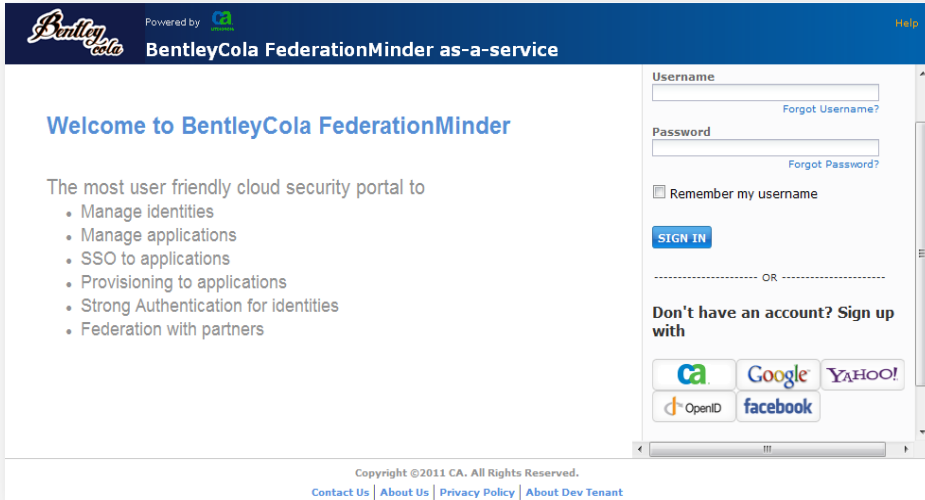 Bentley
Cola
Powered by ca
Help
BentleyCola FederationMinder as-a-service
Welcome to BentleyCola FederationMinder
The most user friendly cloud security portal to
• Manage identities
• Manage applications
• SSO to applications
• Provisioning to applications
• Strong Authentication for identities
• Federation with partners
Username
Forgot Username?
Password
Forgot Password?
Remember my username
SIGN IN
---------------------- OR ----------------------
Don't have an account? Sign up
with
ca Google YAHOO!
OpenID facebook
Copyright ©2011 CA. All Rights Reserved.
Contact Us | About Us | Privacy Policy | About Dev Tenant